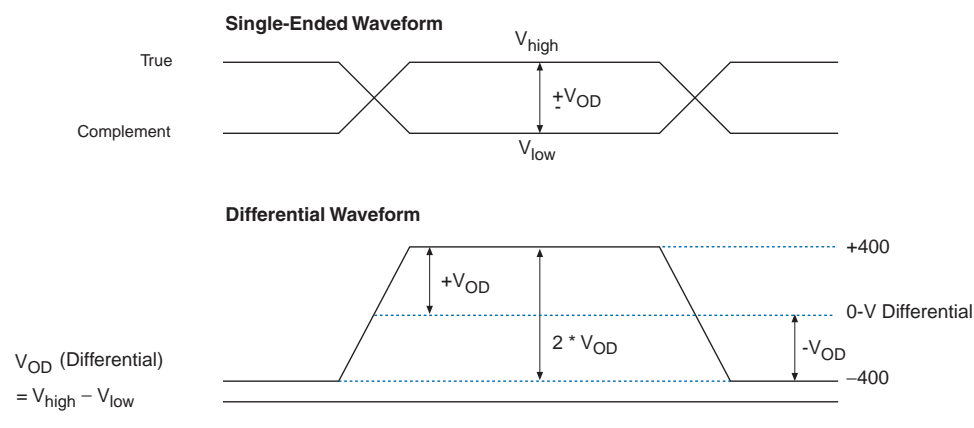 Single-Ended Waveform
V_high
True
±V_OD
Complement
V_low
Differential Waveform
+400
+V_OD
0-V Differential
2 * V_OD
-V_OD
V_OD (Differential)
−400
= V_high − V_low